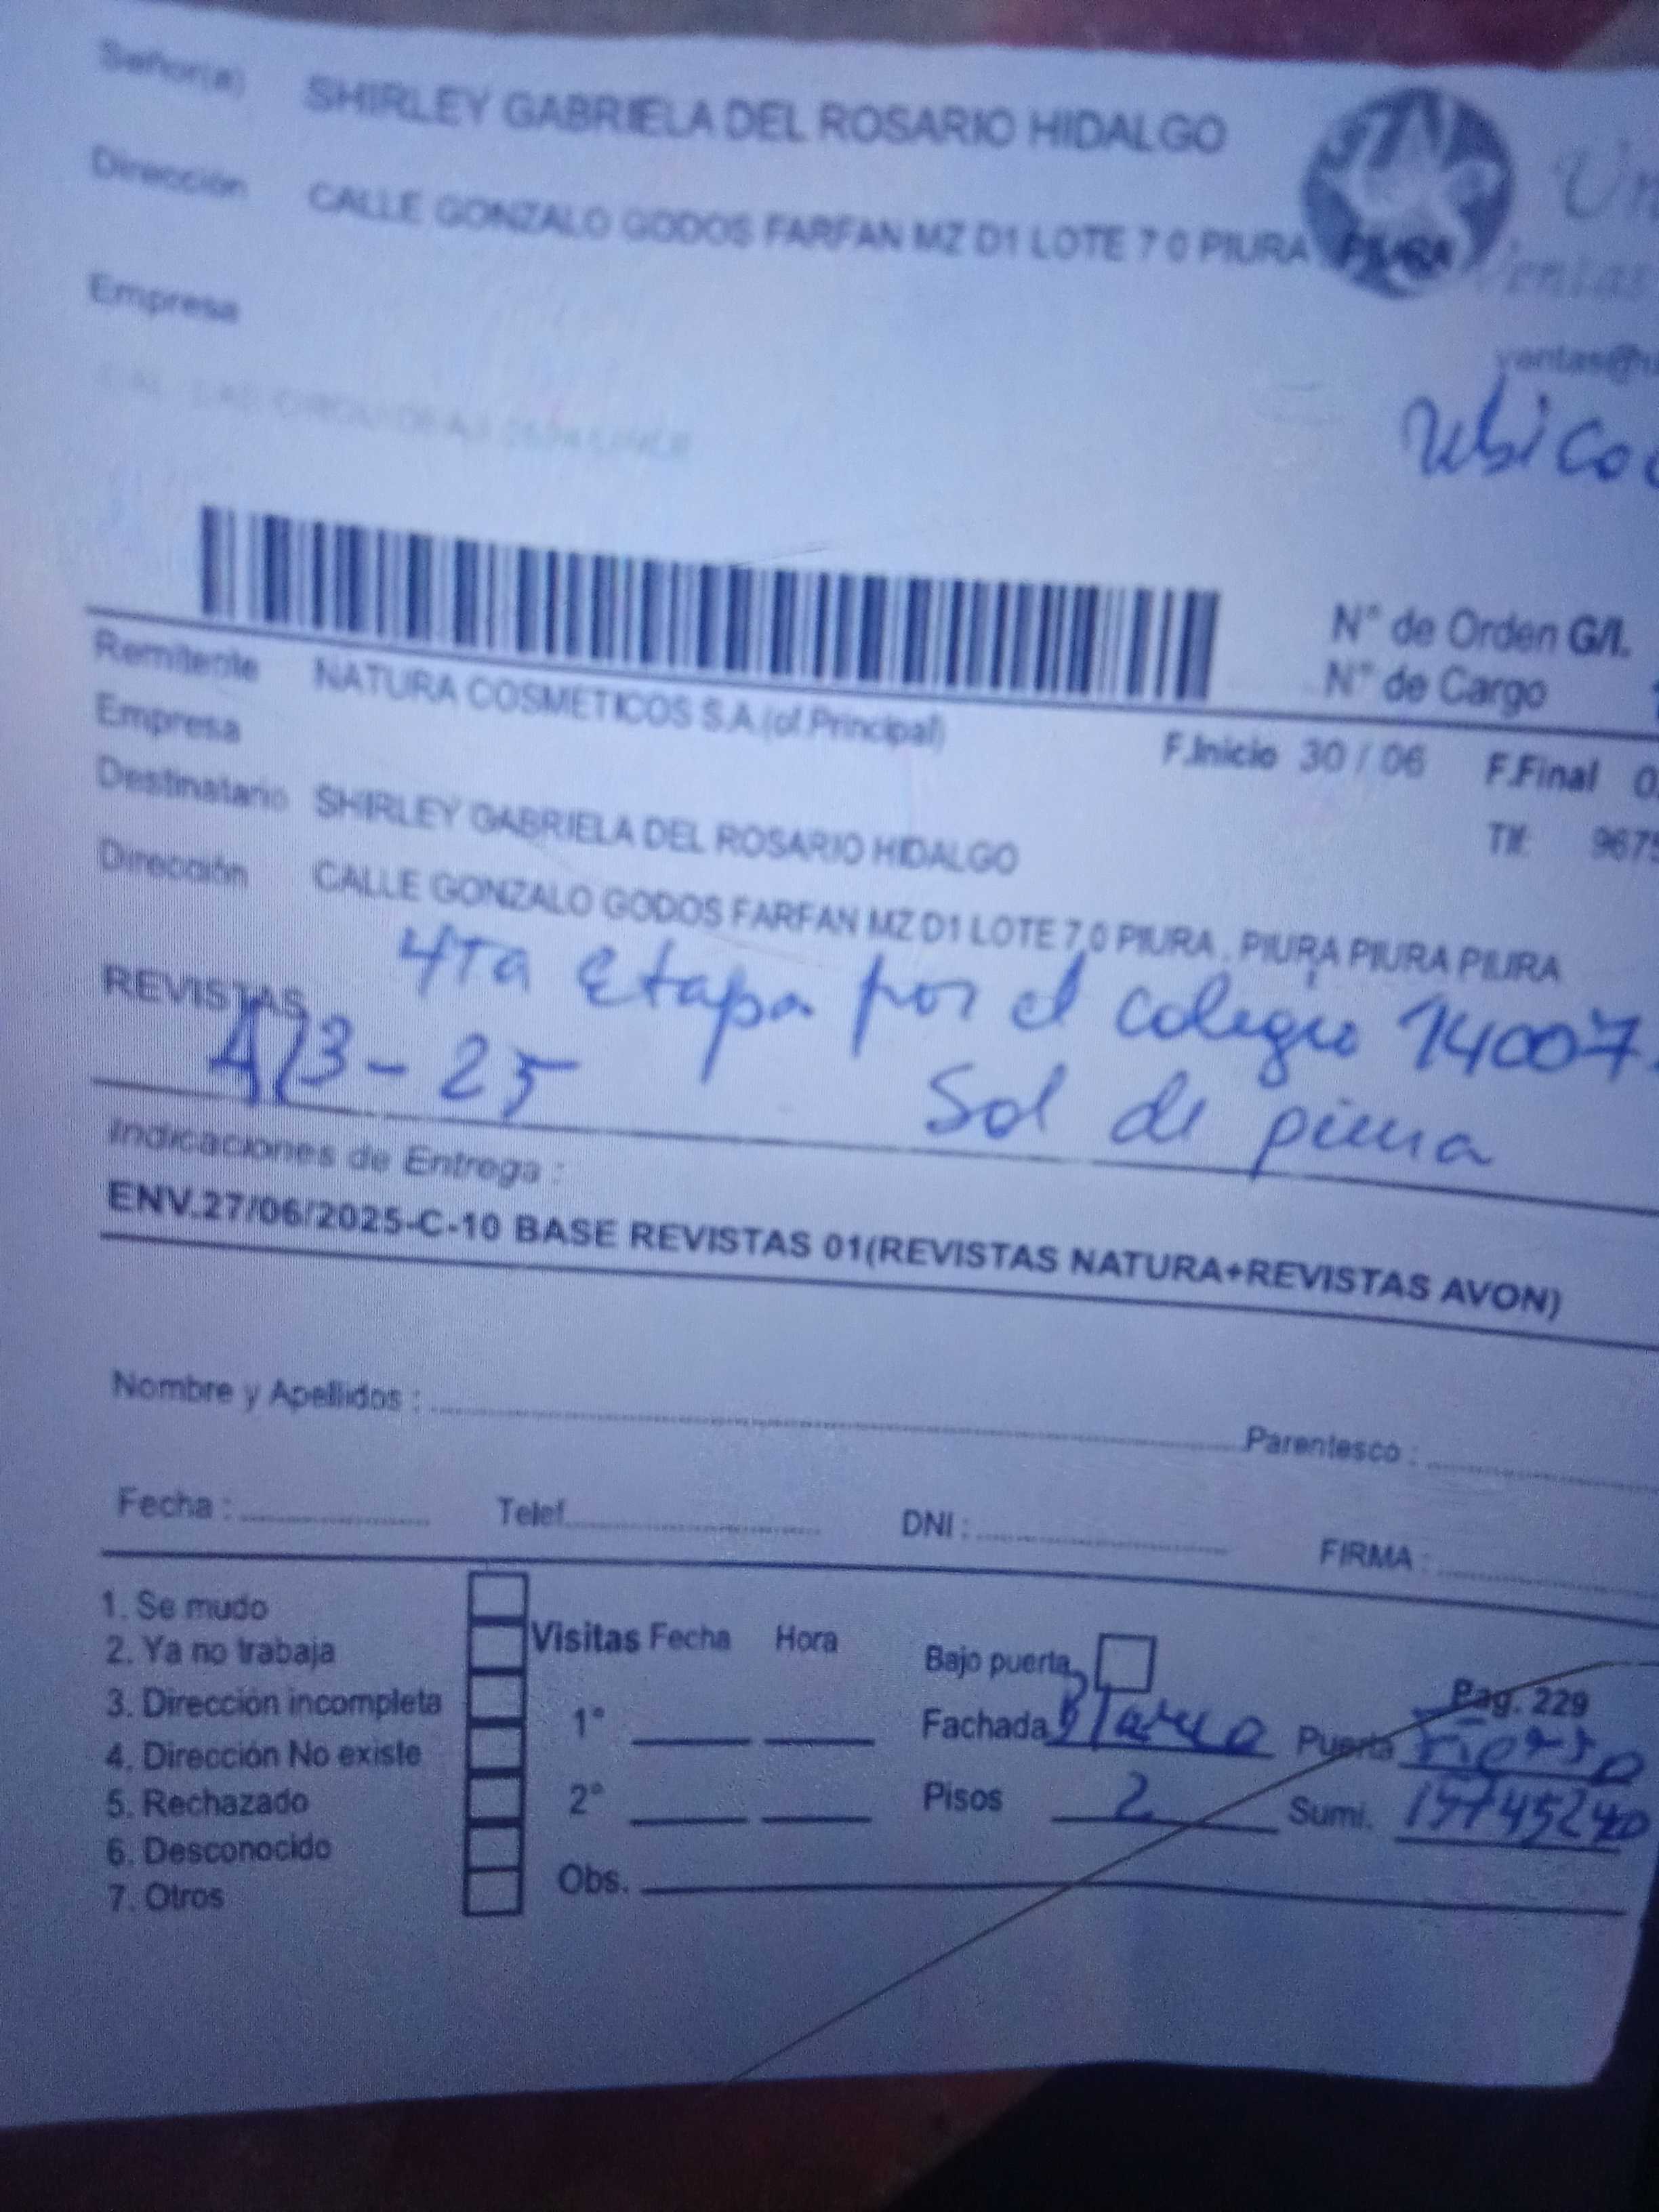 Señor(a) SHIRLEY GABRIELA DEL ROSARIO HIDALGO
Dirección CALLE GONZALO GODOS FARFAN MZ D1 LOTE 7 0 PIURA
PIURA
Empresa
ventas@
N° de Orden G/I.
N° de Cargo
Remitente NATURA COSMETICOS S.A.(of.Principal)
Empresa F.Inicio 30 / 06 F.Final 0
Destinatario SHIRLEY GABRIELA DEL ROSARIO HIDALGO Tlf: 967
Dirección CALLE GONZALO GODOS FARFAN MZ D1 LOTE 7 0 PIURA , PIURA PIURA PIURA
4Ta Etapa por el colegio 14007.
REVISTAS
473-25 Sol de piura
Indicaciones de Entrega :
ENV.27/06/2025-C-10 BASE REVISTAS 01(REVISTAS NATURA+REVISTAS AVON)
Nombre y Apellidos : Parentesco :
Fecha : Telef. DNI : FIRMA :
1. Se mudo
2. Ya no trabaja
3. Dirección incompleta
4. Dirección No existe
5. Rechazado
6. Desconocido
7. Otros
Visitas Fecha Hora
1°
2°
Obs.
Bajo puerta
Pag. 229
Fachada Puerta
Pisos 2 Sumi.